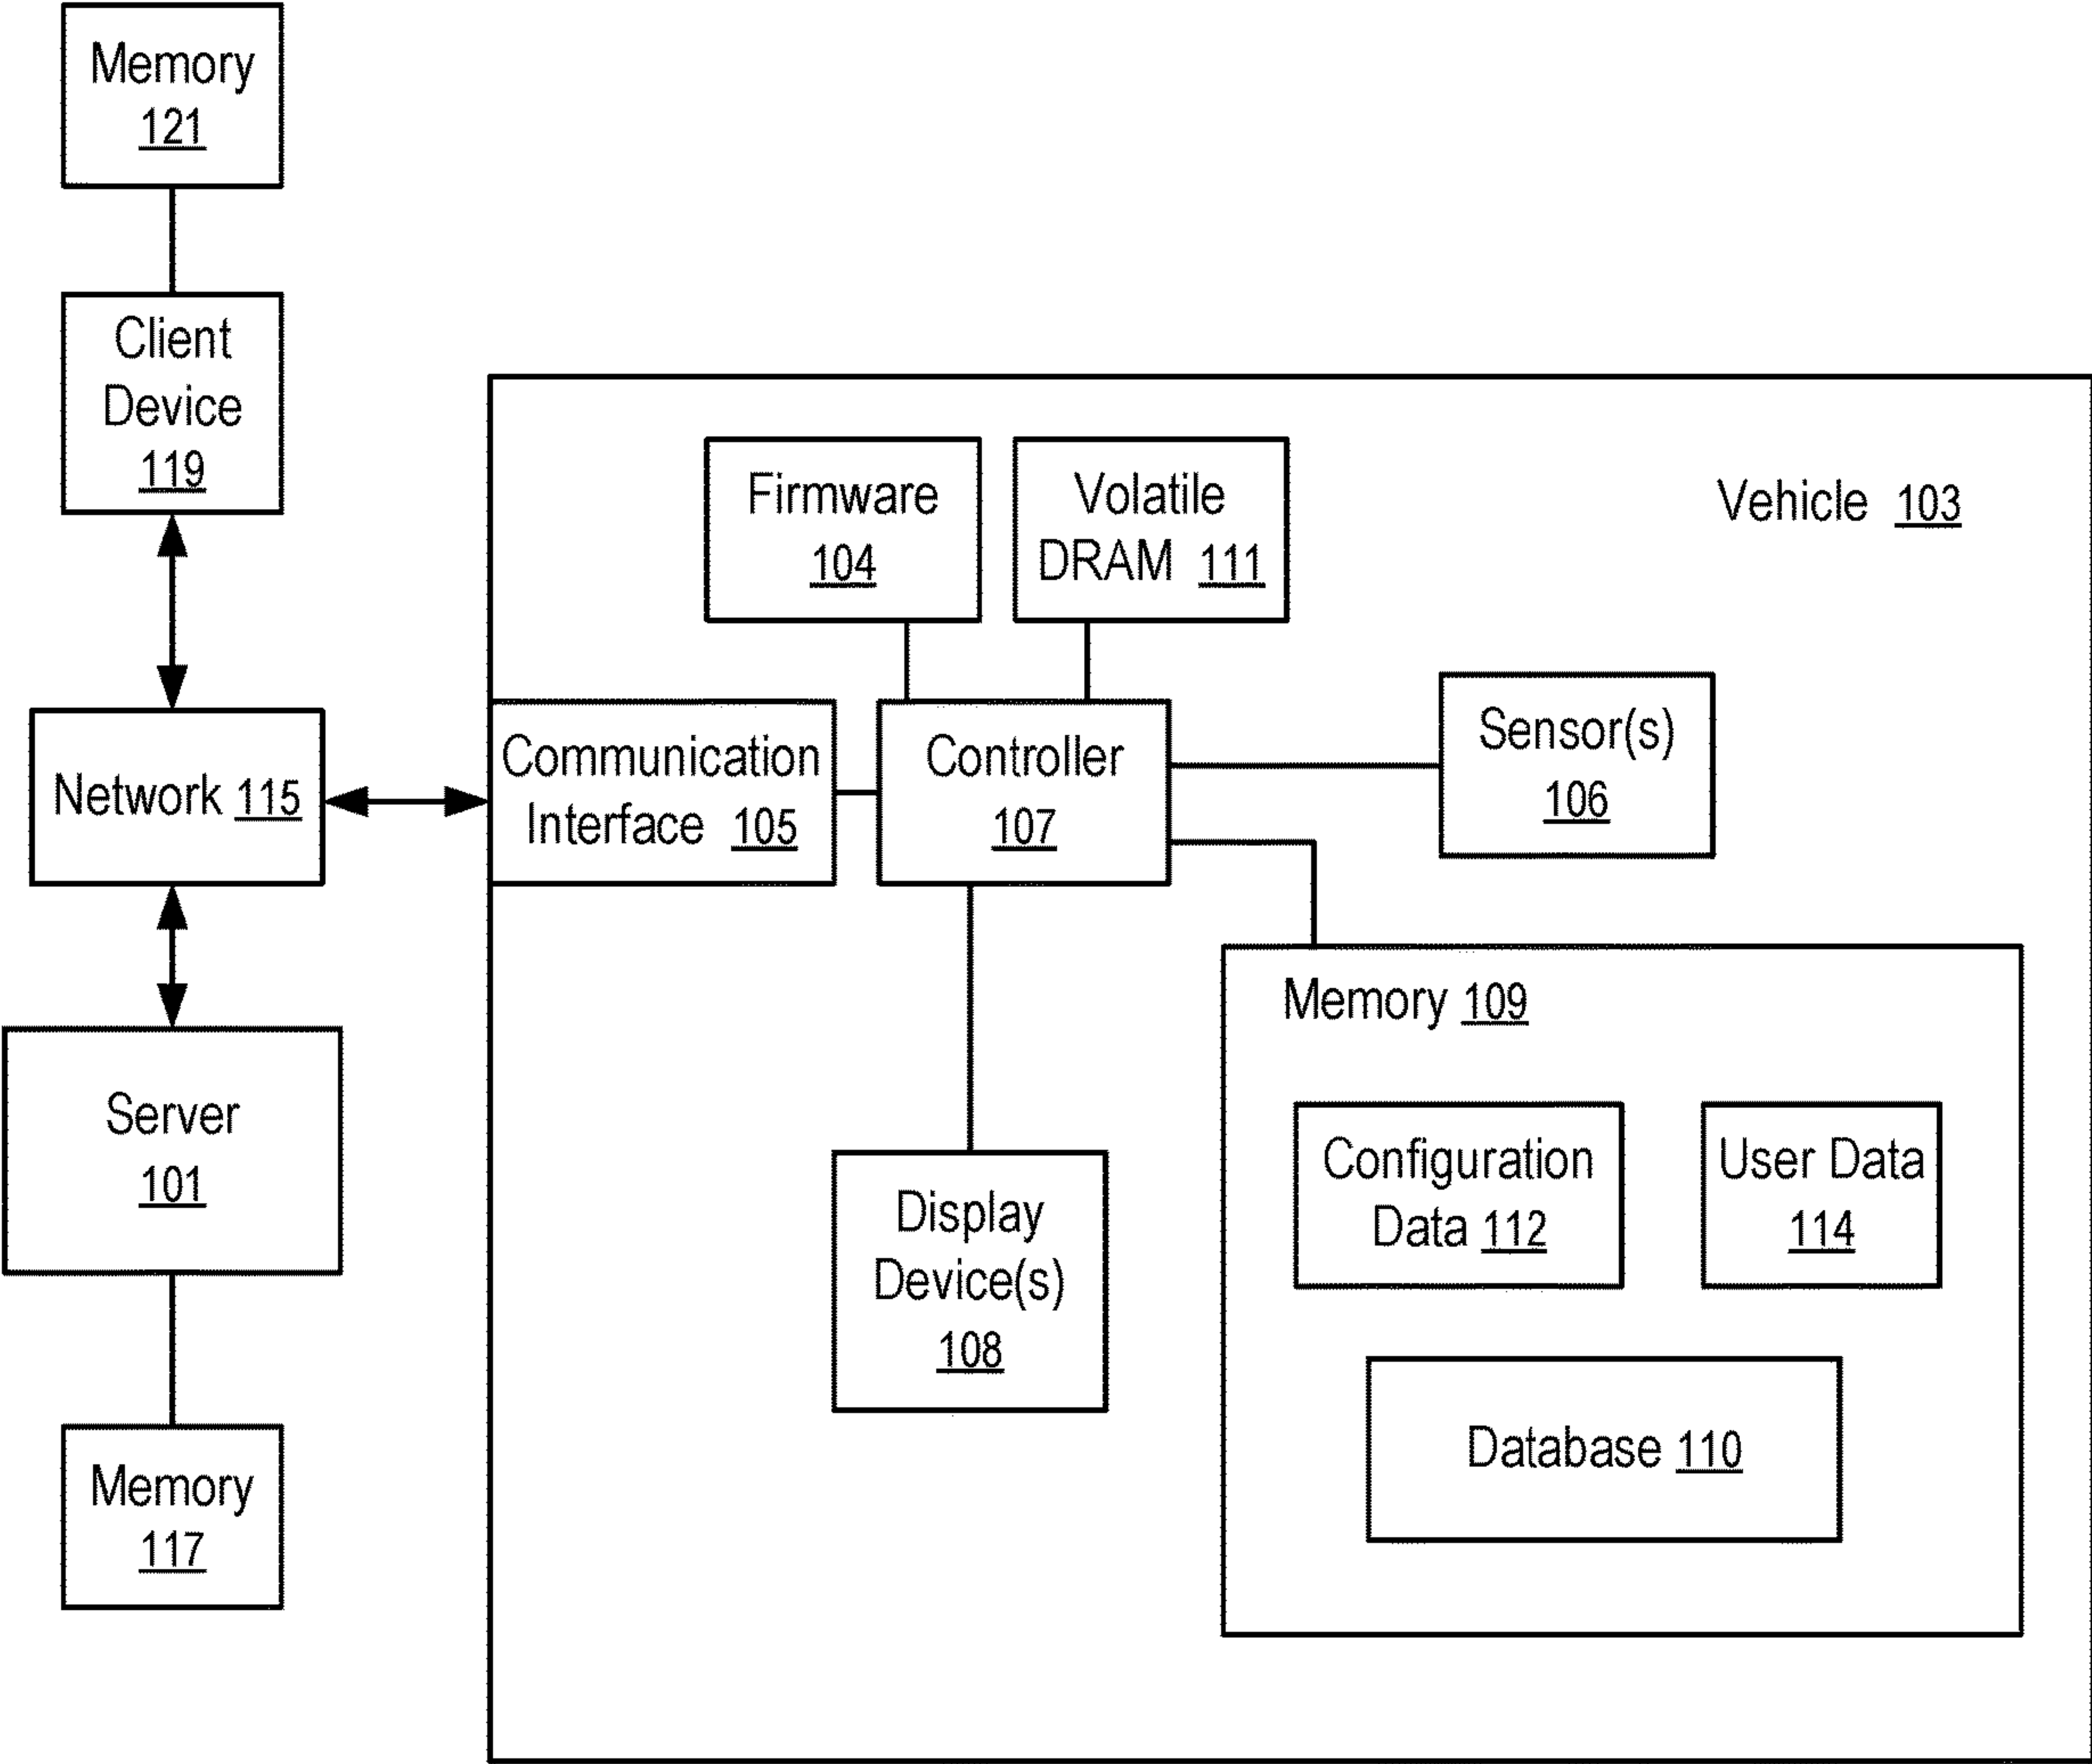 Memory
121
Client
Device
119
Network 115
Server
101
Memory
117
Vehicle 103
Firmware
104
Volatile
DRAM 111
Communication
Interface 105
Controller
107
Sensor(s)
106
Display
Device(s)
108
Memory 109
Configuration
Data 112
User Data
114
Database 110